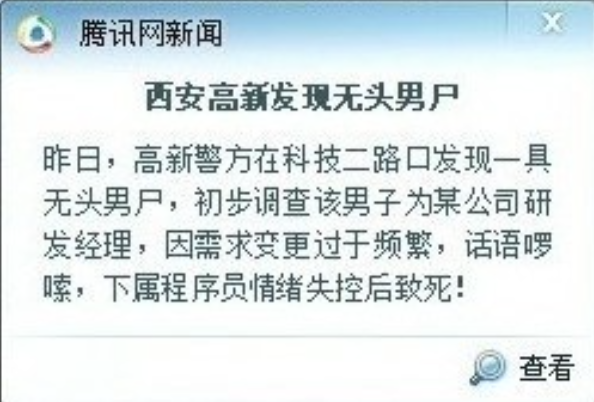 腾讯网新闻
西安高新发现无头男尸
昨日，高新警方在科技二路口发现一具
无头男尸，初步调查该男子为某公司研
发经理，因需求变更过于频繁，话语啰
嗦，下属程序员情绪失控后致死！
查看